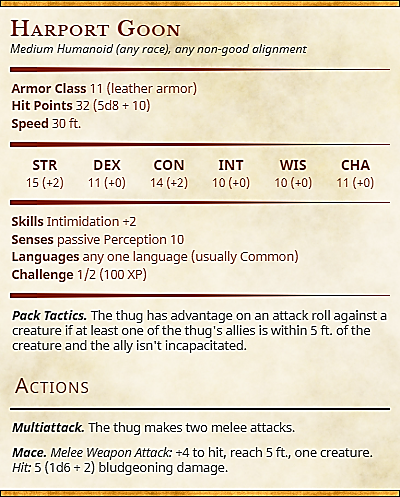 Harport Goon
Medium Humanoid (any race), any non-good alignment
Armor Class 11 (leather armor)
Hit Points 32 (5d8 + 10)
Speed 30 ft.
STR DEX CON INT WIS CHA
15 (+2) 11 (+0) 14 (+2) 10 (+0) 10 (+0) 11 (+0)
Skills Intimidation +2
Senses passive Perception 10
Languages any one language (usually Common)
Challenge 1/2 (100 XP)
Pack Tactics. The thug has advantage on an attack roll against a
creature if at least one of the thug's allies is within 5 ft. of the
creature and the ally isn't incapacitated.
Actions
Multiattack. The thug makes two melee attacks.
Mace. Melee Weapon Attack: +4 to hit, reach 5 ft., one creature.
Hit: 5 (1d6 + 2) bludgeoning damage.